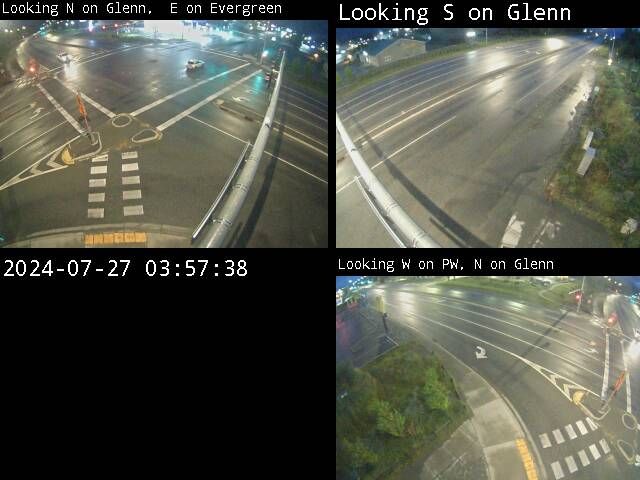 Looking N on Glenn,  E on Evergreen
Looking S on Glenn
2024-07-27 03:57:38
Looking W on PW, N on Glenn